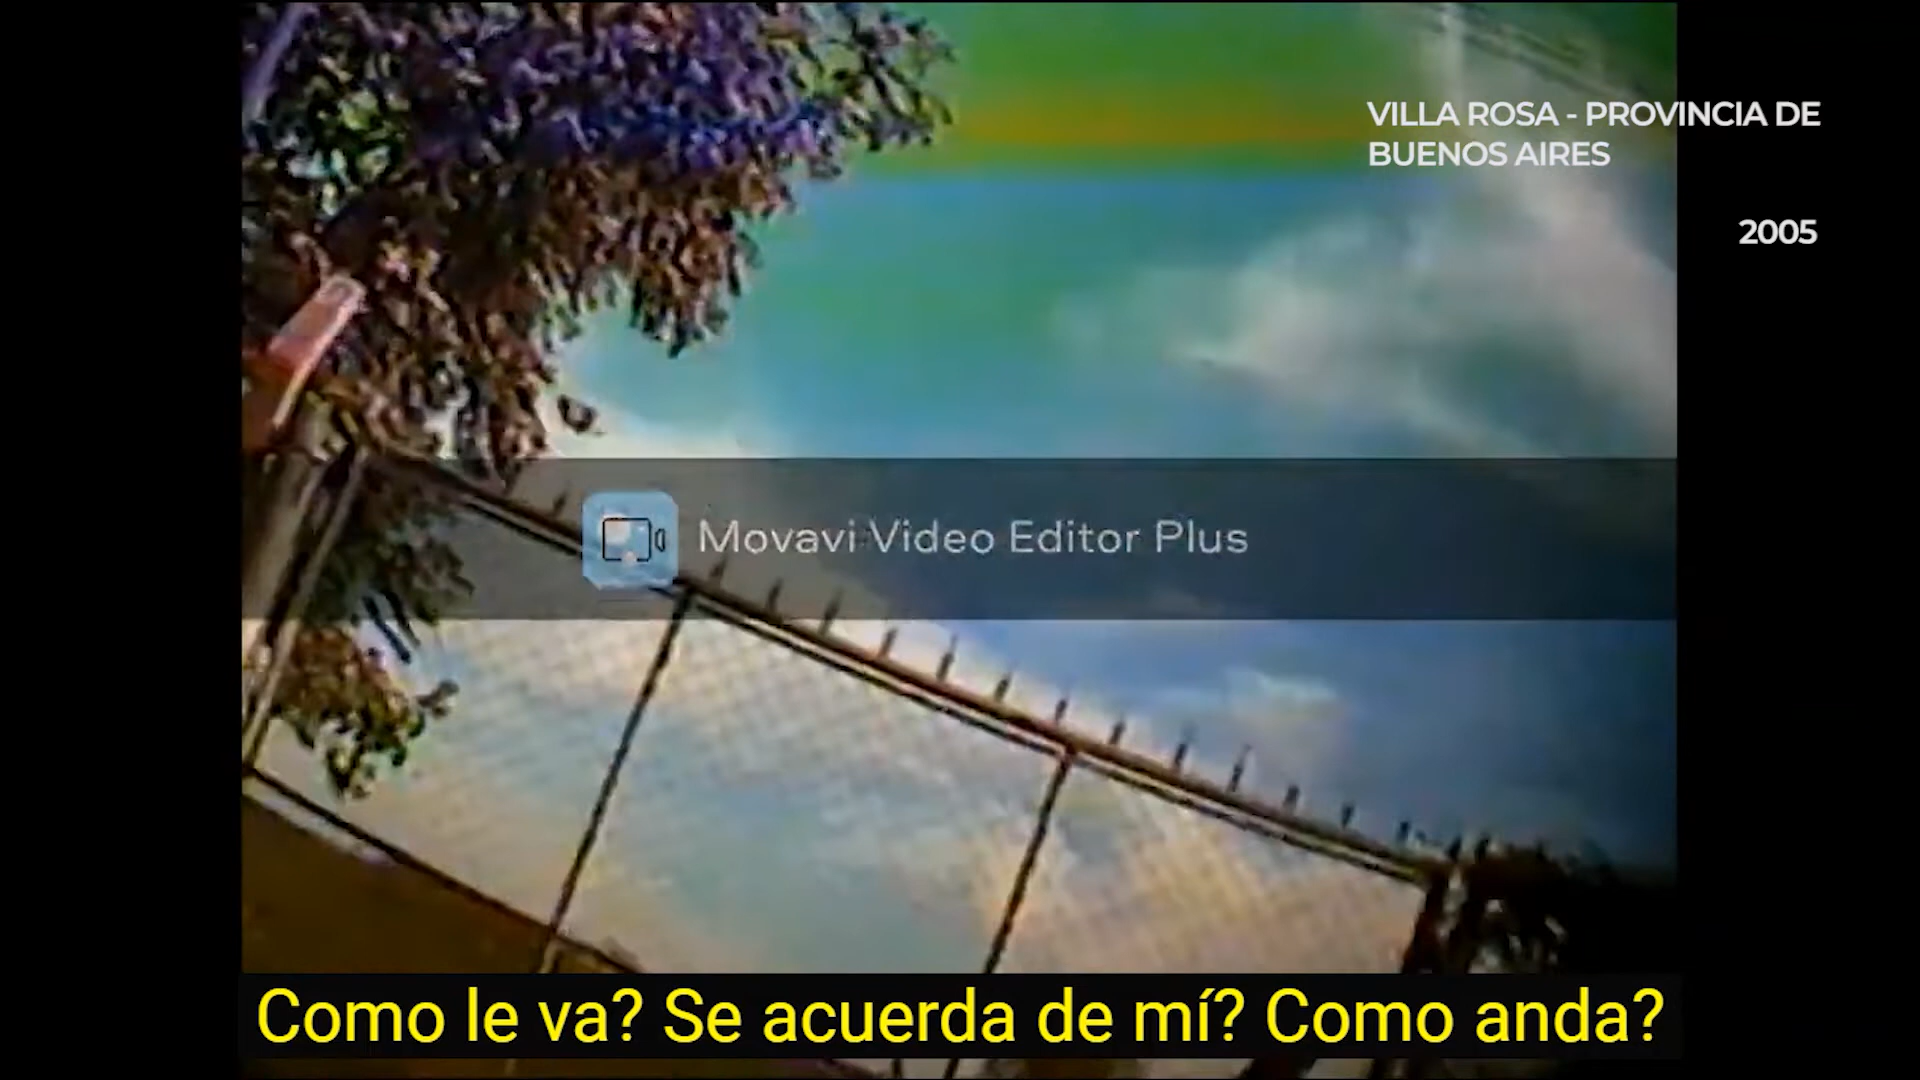 VILLA ROSA - PROVINCIA DE
BUENOS AIRES
2005
Movavi Video Editor Plus
Como le va? Se acuerda de mí? Como anda?